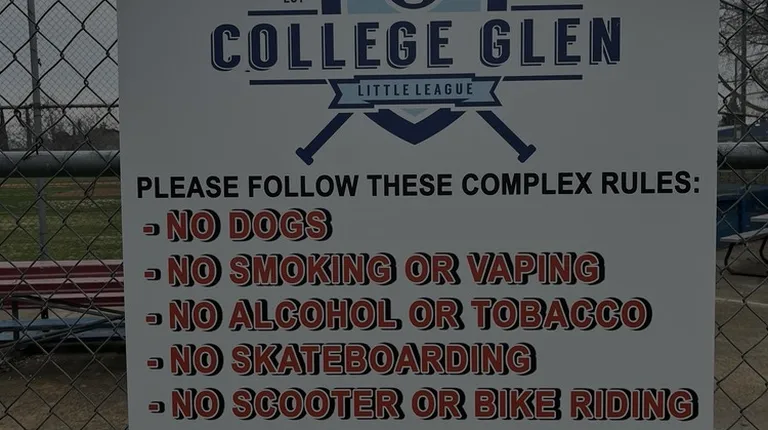 EST
COLLEGE GLEN
LITTLE LEAGUE
PLEASE FOLLOW THESE COMPLEX RULES:
- NO DOGS
- NO SMOKING OR VAPING
- NO ALCOHOL OR TOBACCO
- NO SKATEBOARDING
- NO SCOOTER OR BIKE RIDING